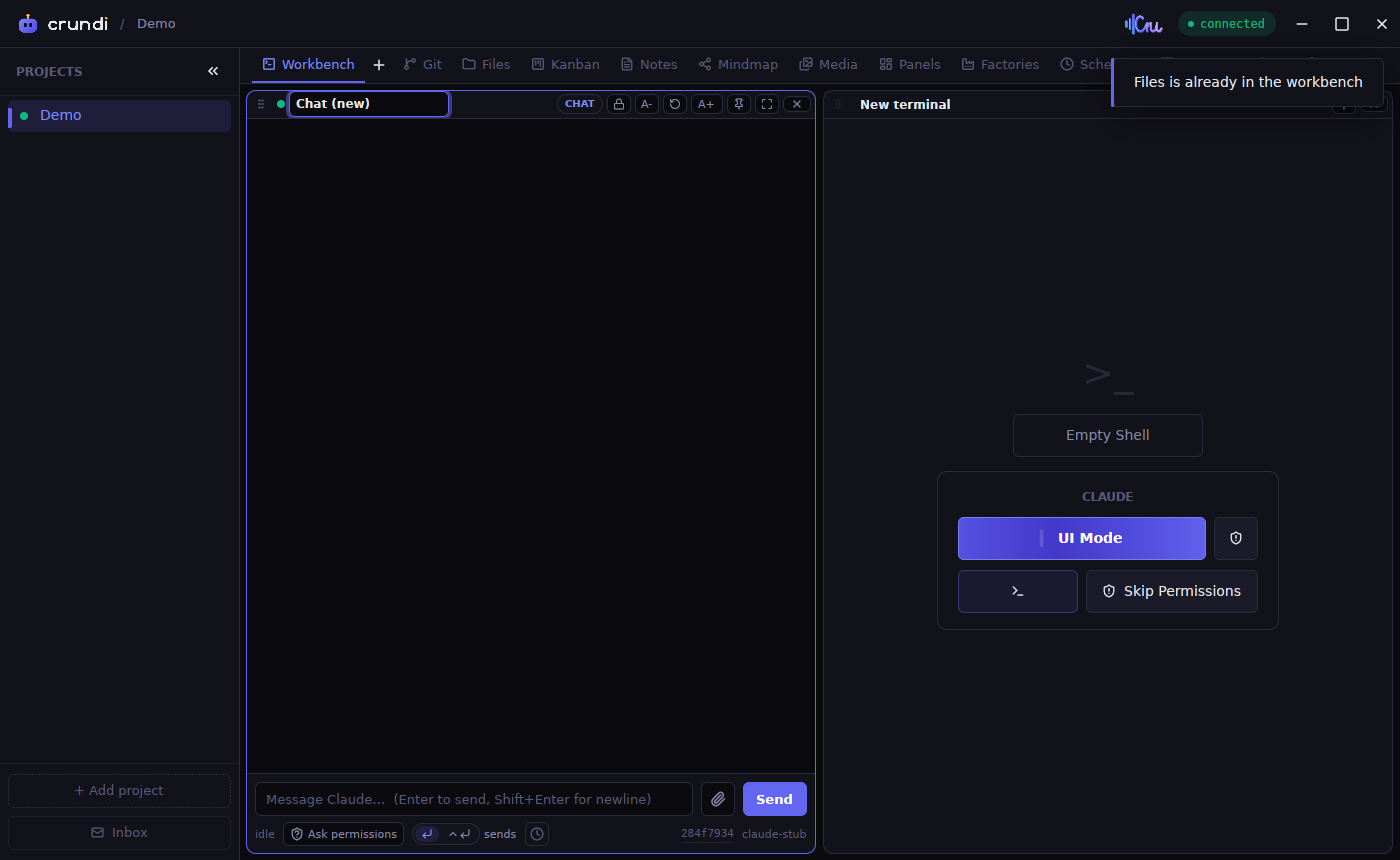 crundi / Demo
Cru
connected
PROJECTS
Workbench
Git
Files
Kanban
Notes
Mindmap
Media
Panels
Factories
Files is already in the workbench
Demo
Chat (new)
CHAT
A-
A+
New terminal
>_
Empty Shell
CLAUDE
UI Mode
Skip Permissions
+ Add project
Inbox
Message Claude... (Enter to send, Shift+Enter for newline)
Send
idle
Ask permissions
sends
284f7934
claude-stub